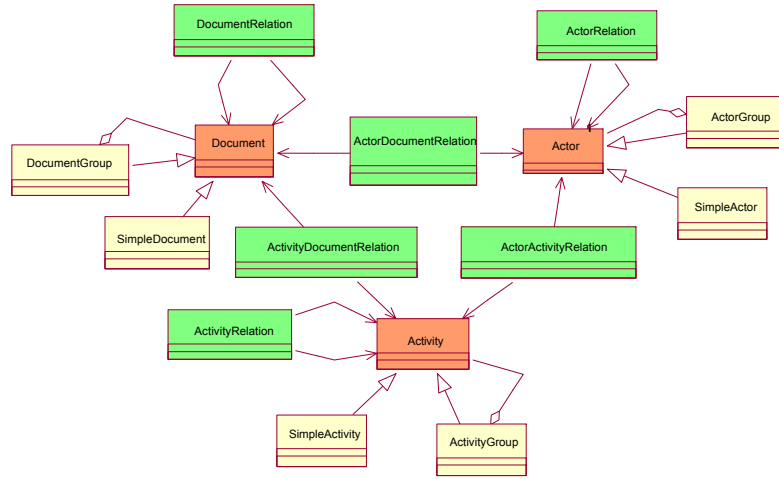 DocumentRelation
ActorRelation
ActorGroup
Document
ActorDocumentRelation
Actor
DocumentGroup
SimpleActor
SimpleDocument
ActivityDocumentRelation
ActorActivityRelation
ActivityRelation
Activity
SimpleActivity
ActivityGroup